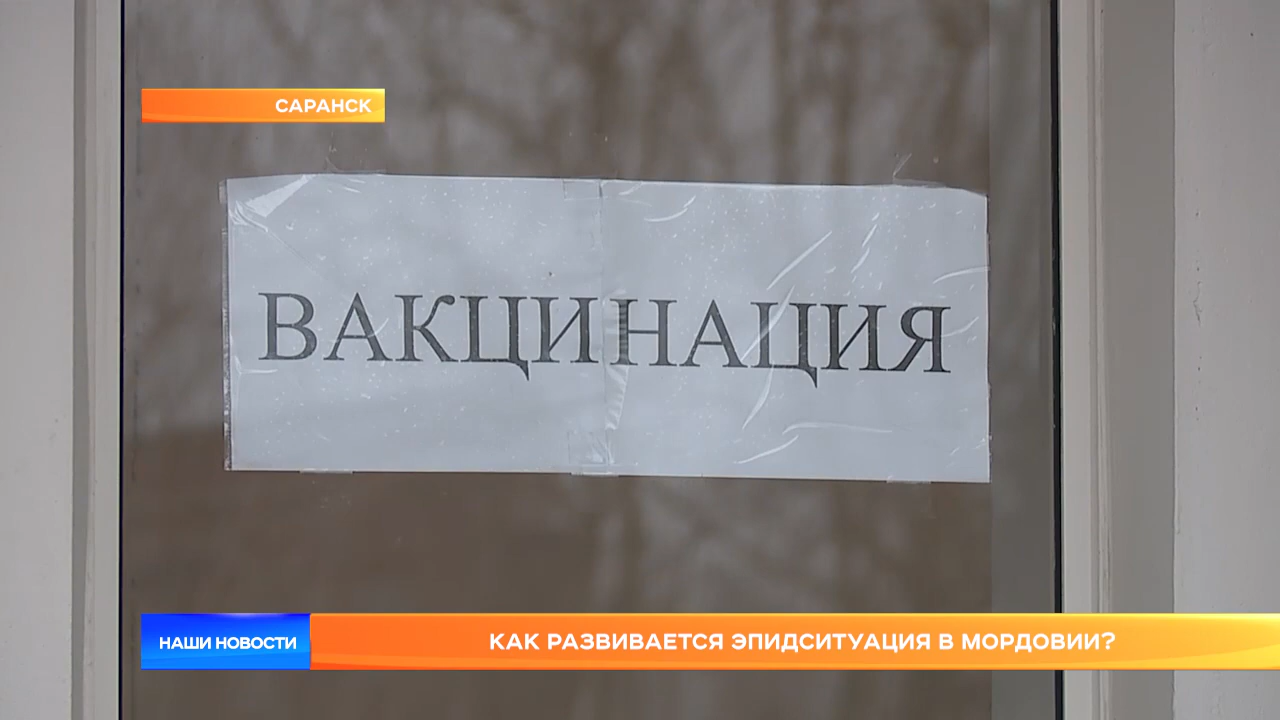 САРАНСК
ВАКЦИНАЦИЯ
НАШИ НОВОСТИ
КАК РАЗВИВАЕТСЯ ЭПИДСИТУАЦИЯ В МОРДОВИИ?